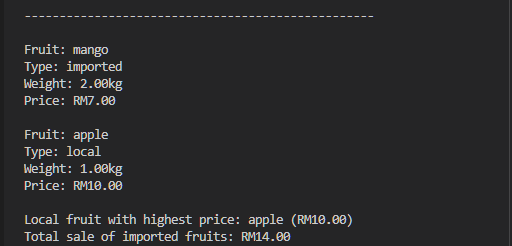 --------------------------------------------------
Fruit: mango
Type: imported
Weight: 2.00kg
Price: RM7.00
Fruit: apple
Type: local
Weight: 1.00kg
Price: RM10.00
Local fruit with highest price: apple (RM10.00)
Total sale of imported fruits: RM14.00